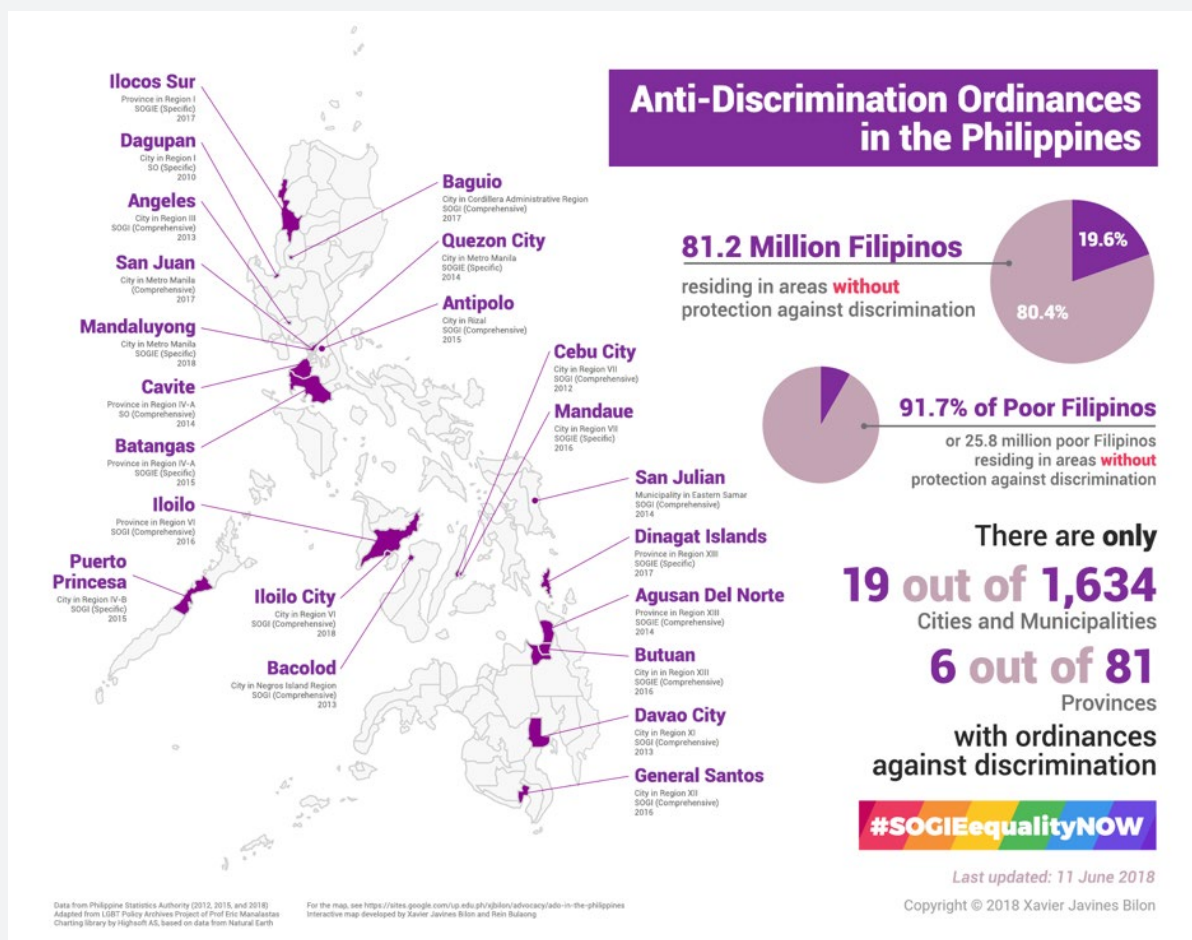 Anti-Discrimination Ordinances
in the Philippines
Ilocos Sur
Province in Region I
SOGIE (Specific)
2017
Dagupan
City in Region I
SO (Specific)
2010
Angeles
City in Region III
SOGI (Comprehensive)
2013
San Juan
City in Metro Manila
(Comprehensive)
2017
Mandaluyong
City in Metro Manila
SOGIE (Specific)
2018
Cavite
Province in Region IV-A
SO (Comprehensive)
2014
Batangas
Province in Region IV-A
SOGIE (Specific)
2015
Iloilo
Province in Region VI
SOGI (Comprehensive)
2016
Puerto
Princesa
City in Region IV-B
SOGI (Specific)
2015
Iloilo City
City in Region VI
SOGI (Comprehensive)
2018
Bacolod
City in Negros Island Region
SOGI (Comprehensive)
2013
Baguio
City in Cordillera Administrative Region
SOGI (Comprehensive)
2017
Quezon City
City in Metro Manila
SOGIE (Specific)
2014
Antipolo
City in Rizal
SOGI (Comprehensive)
2015
Cebu City
City in Region VII
SOGI (Comprehensive)
2012
Mandaue
City in Region VII
SOGIE (Specific)
2016
San Julian
Municipality in Eastern Samar
SOGI (Comprehensive)
2014
Dinagat Islands
Province in Region XIII
SOGIE (Specific)
2017
Agusan Del Norte
Province in Region XIII
SOGIE (Comprehensive)
2014
Butuan
City in in Region XIII
SOGIE (Comprehensive)
2016
Davao City
City in Region XI
SOGI (Comprehensive)
2013
General Santos
City in Region XII
SOGI (Comprehensive)
2016
81.2 Million Filipinos
residing in areas without
protection against discrimination
19.6%
80.4%
91.7% of Poor Filipinos
or 25.8 million poor Filipinos
residing in areas without
protection against discrimination
There are only
19 out of 1,634
Cities and Municipalities
6 out of 81
Provinces
with ordinances
against discrimination
#SOGIEequalityNOW
Last updated: 11 June 2018
Copyright © 2018 Xavier Javines Bilon
Data from Philippine Statistics Authority (2012, 2015, and 2018)
Adapted from LGBT Policy Archives Project of Prof Eric Manalastas
Charting library by Highsoft AS, based on data from Natural Earth
For the map, see https://sites.google.com/up.edu.ph/xjbilon/advocacy/ado-in-the-philippines
Interactive map developed by Xavier Javines Bilon and Rein Bulaong